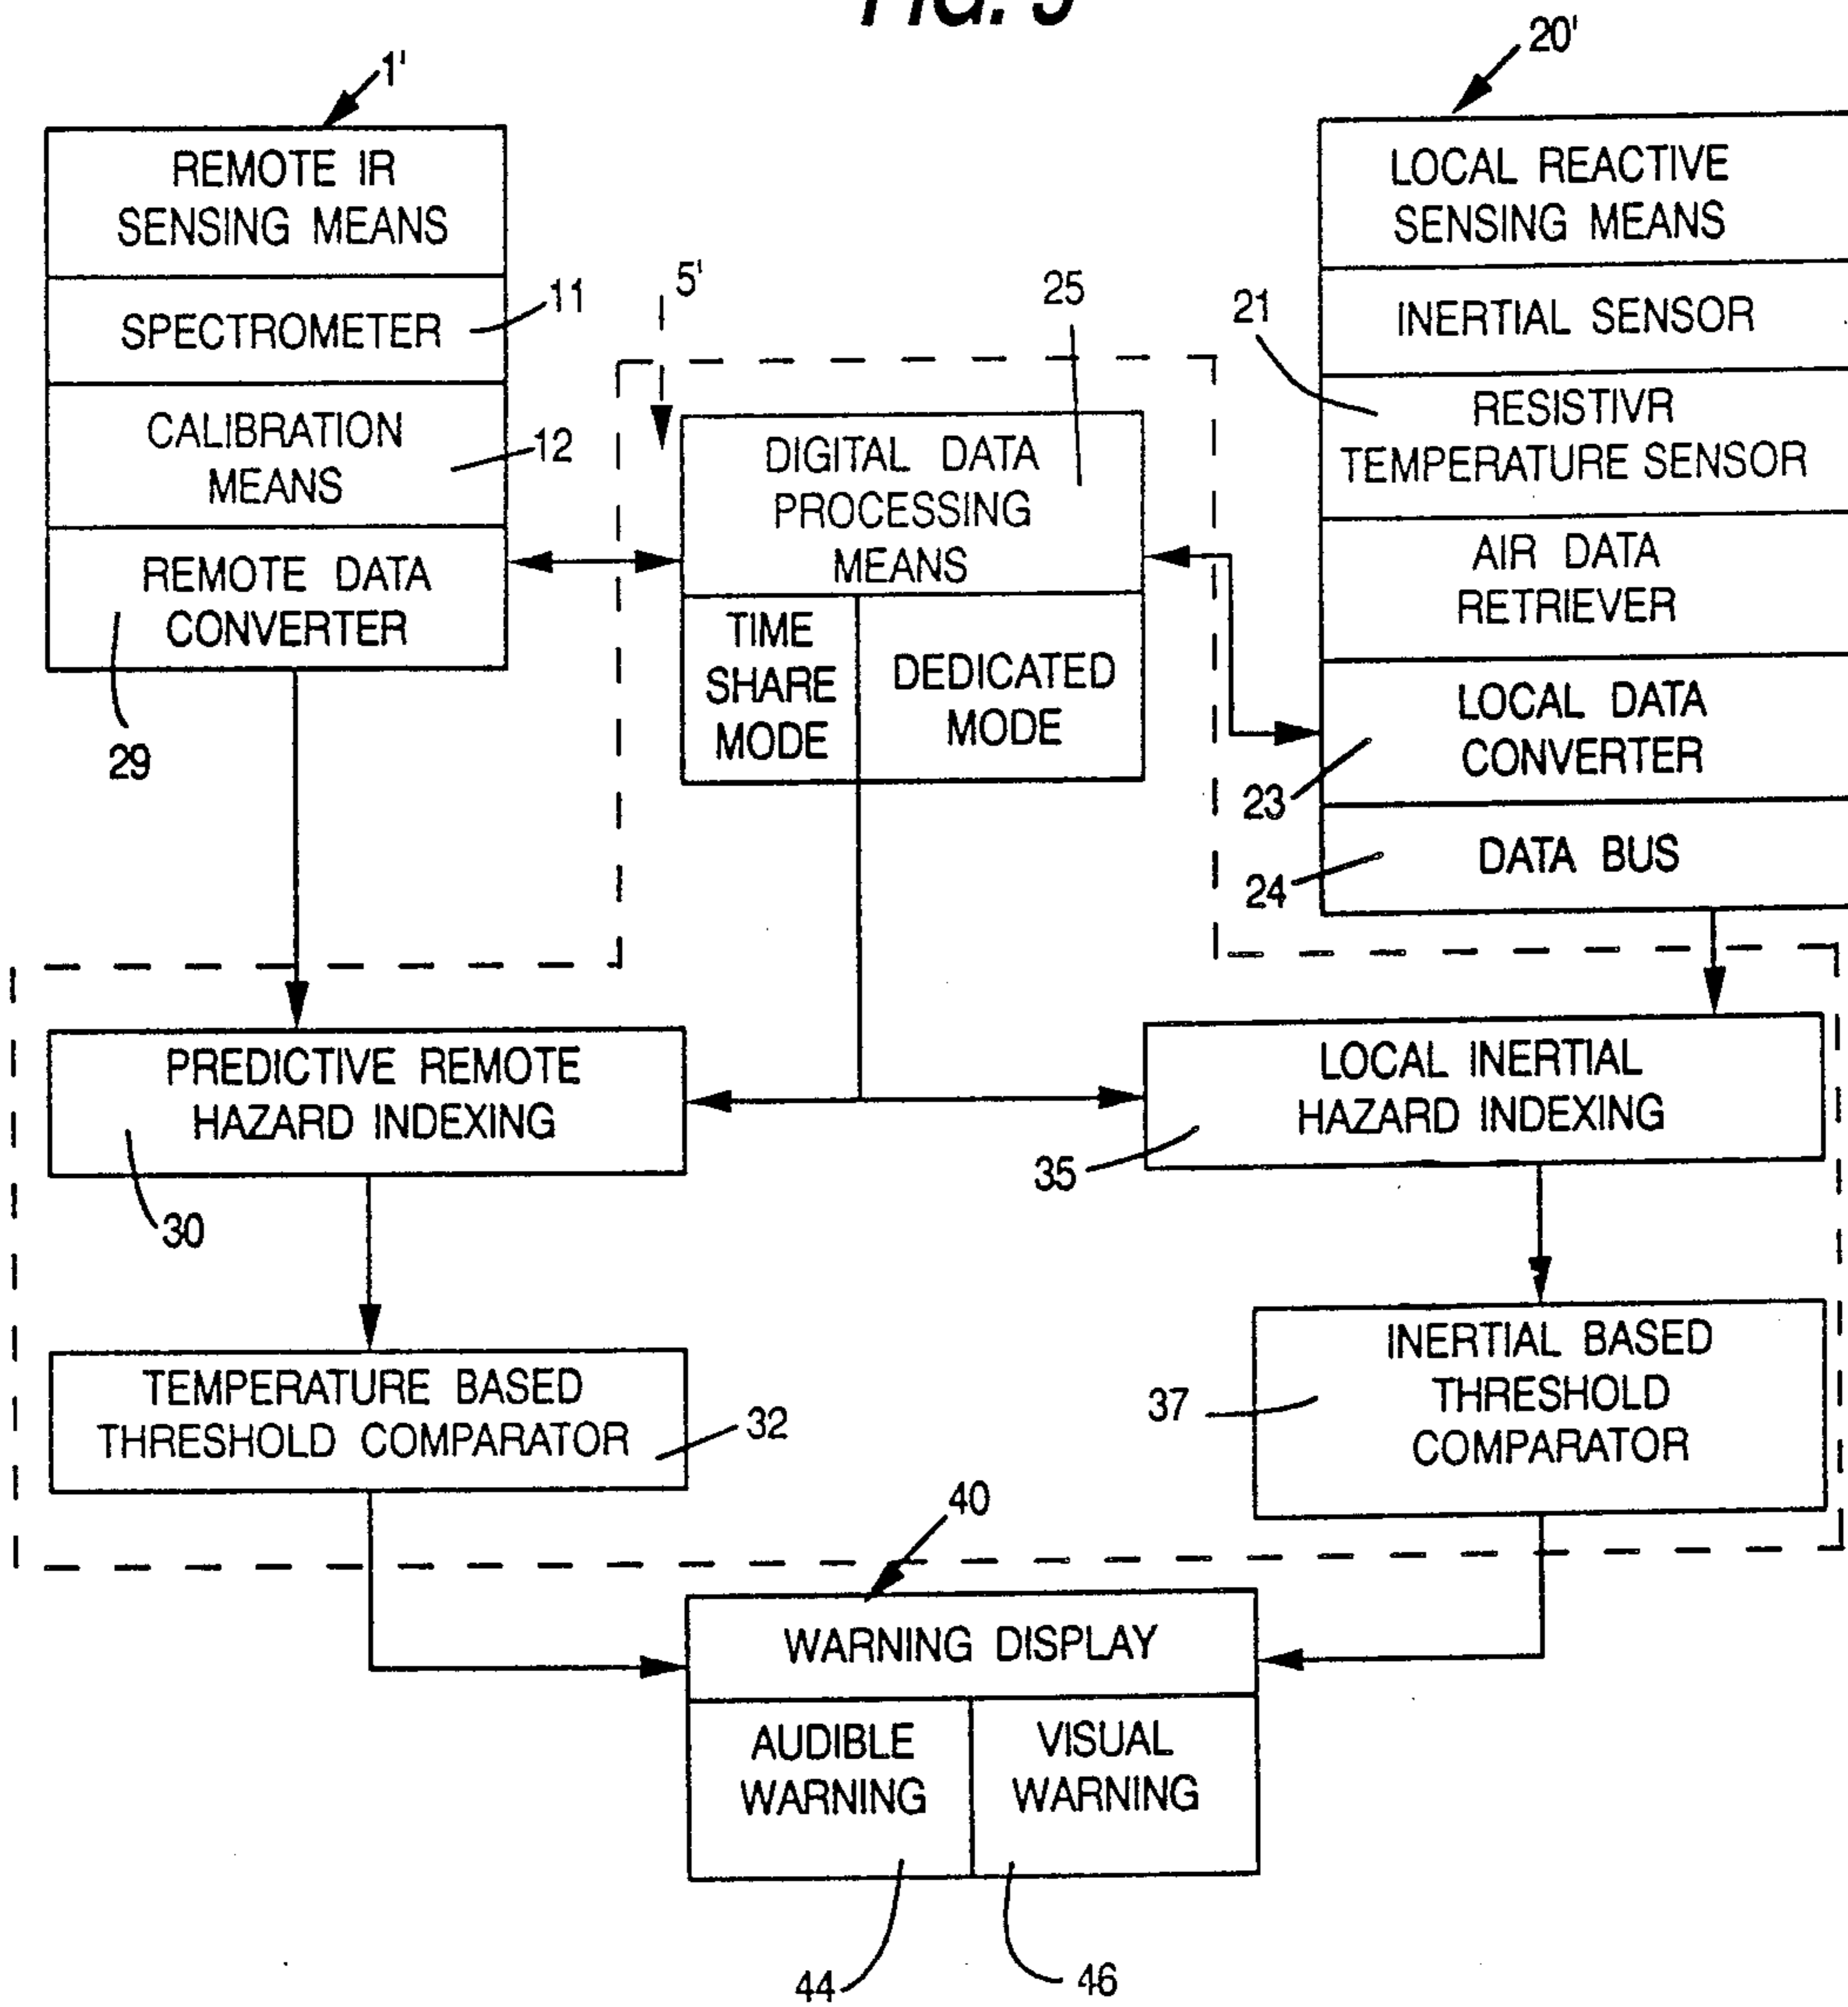 FIG. 5
1'
20'
REMOTE IR
SENSING MEANS
SPECTROMETER
11
CALIBRATION
MEANS
12
REMOTE DATA
CONVERTER
29
5'
25
DIGITAL DATA
PROCESSING
MEANS
TIME
SHARE
MODE
DEDICATED
MODE
LOCAL REACTIVE
SENSING MEANS
INERTIAL SENSOR
21
RESISTIVR
TEMPERATURE SENSOR
AIR DATA
RETRIEVER
LOCAL DATA
CONVERTER
23
DATA BUS
24
PREDICTIVE REMOTE
HAZARD INDEXING
30
LOCAL INERTIAL
HAZARD INDEXING
35
TEMPERATURE BASED
THRESHOLD COMPARATOR
32
INERTIAL BASED
THRESHOLD
COMPARATOR
37
40
WARNING DISPLAY
AUDIBLE
WARNING
VISUAL
WARNING
44
46